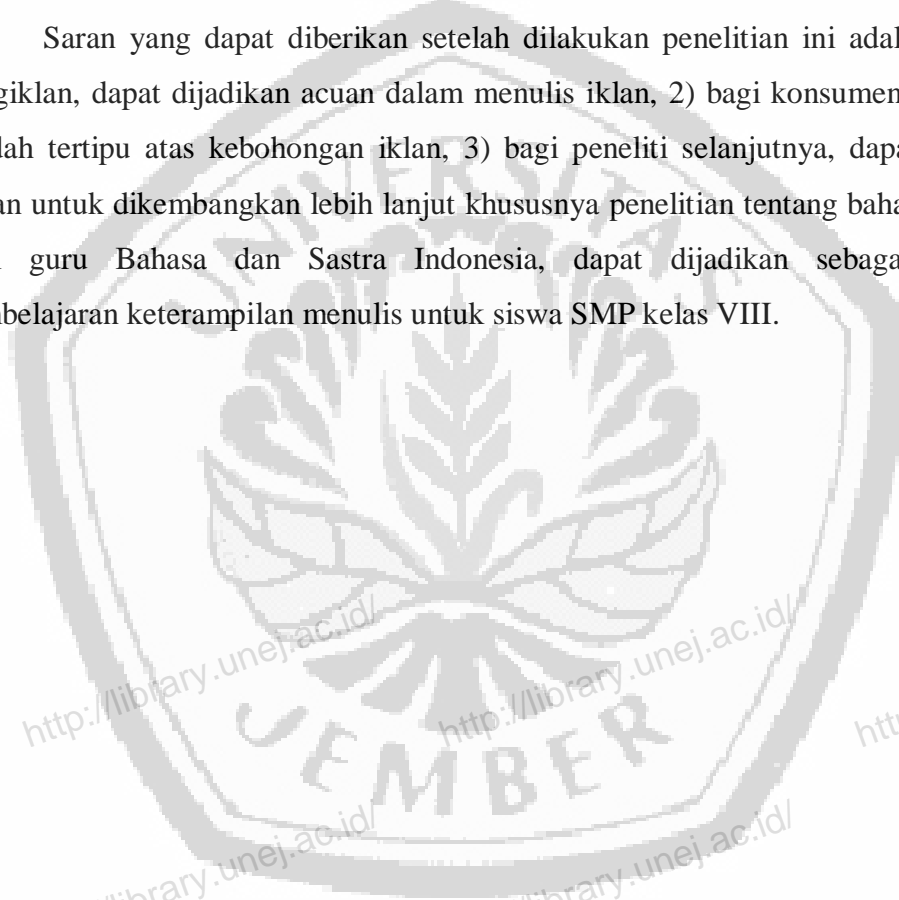 Saran yang dapat diberikan setelah dilakukan penelitian ini adal
giklan, dapat dijadikan acuan dalam menulis iklan, 2) bagi konsumen
lah tertipu atas kebohongan iklan, 3) bagi peneliti selanjutnya, dapa
an untuk dikembangkan lebih lanjut khususnya penelitian tentang baha
guru Bahasa dan Sastra Indonesia, dapat dijadikan sebaga
belajaran keterampilan menulis untuk siswa SMP kelas VIII.
UNIVERSITA
http://library.unej.ac.id/
http://library.unej.ac.id/
htt
JEMBER
library.unej.ac.id/
library.unej.ac.id/